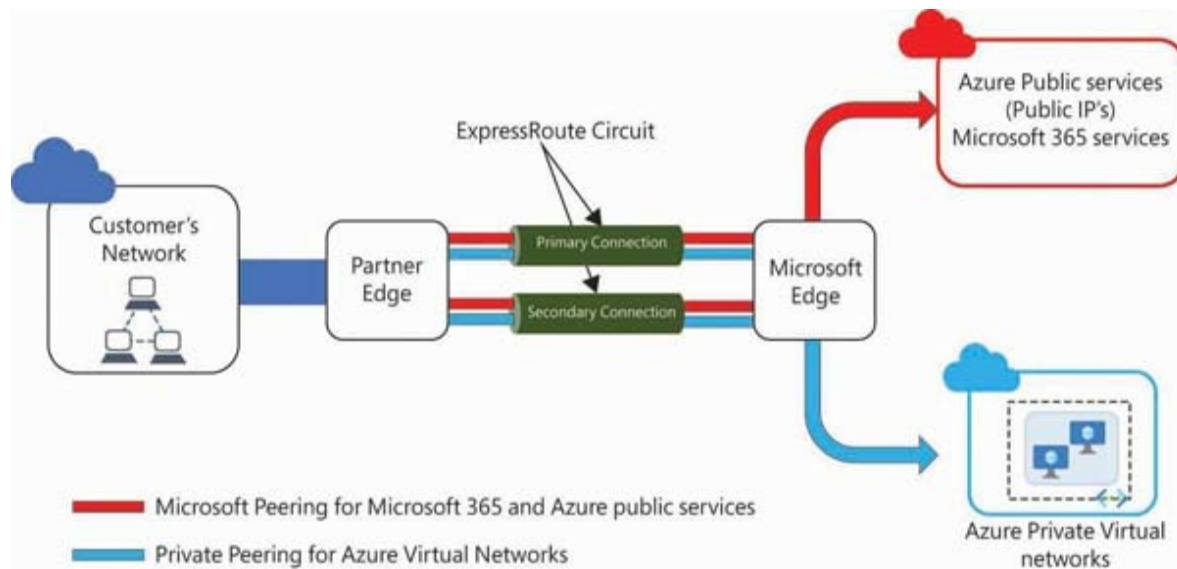 Azure Public services
(Public IP's)
Microsoft 365 services
ExpressRoute Circuit
Customer's
Network
Partner
Edge
Primary Connection
Secondary Connection
Microsoft
Edge
Microsoft Peering for Microsoft 365 and Azure public services
Private Peering for Azure Virtual Networks
Azure Private Virtual
networks